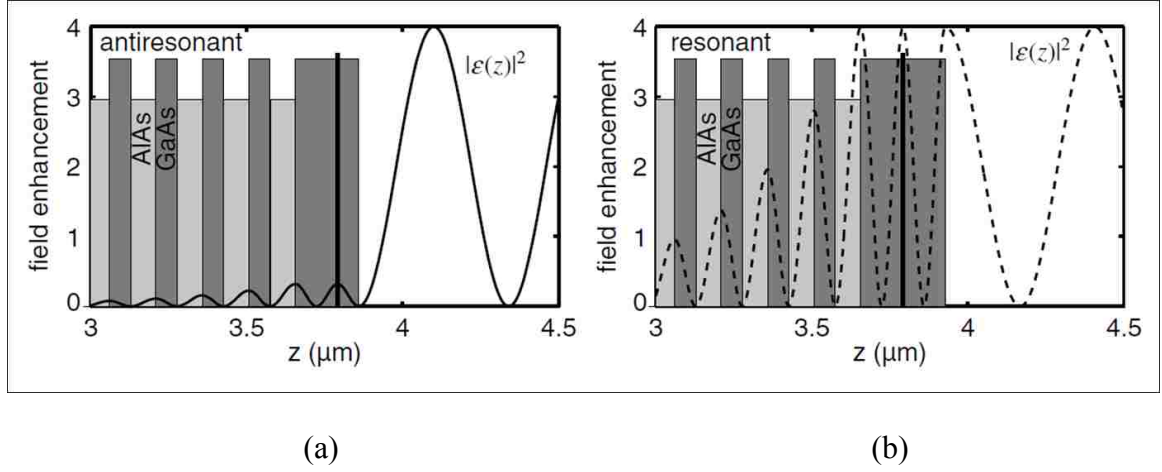 antiresonant
|ε(z)|²
field enhancement
4
3
2
1
0
AlAs
GaAs
3
3.5
4
4.5
z (μm)
resonant
|ε(z)|²
field enhancement
4
3
2
1
0
AlAs
GaAs
3
3.5
4
4.5
z (μm)
(a)
(b)